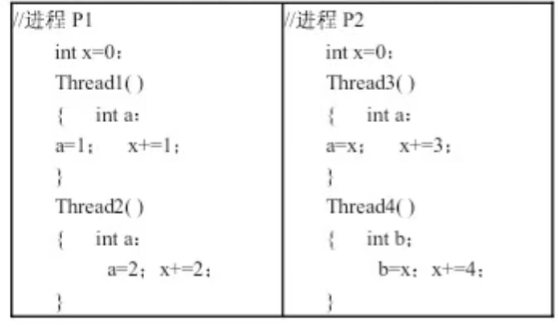 //进程 P1
int x=0:
Thread1( )
{ int a:
a=1; x+=1;
}
Thread2( )
{ int a:
a=2; x+=2;
}
//进程 P2
int x=0:
Thread3( )
{ int a:
a=x; x+=3;
}
Thread4( )
{ int b;
b=x; x+=4;
}